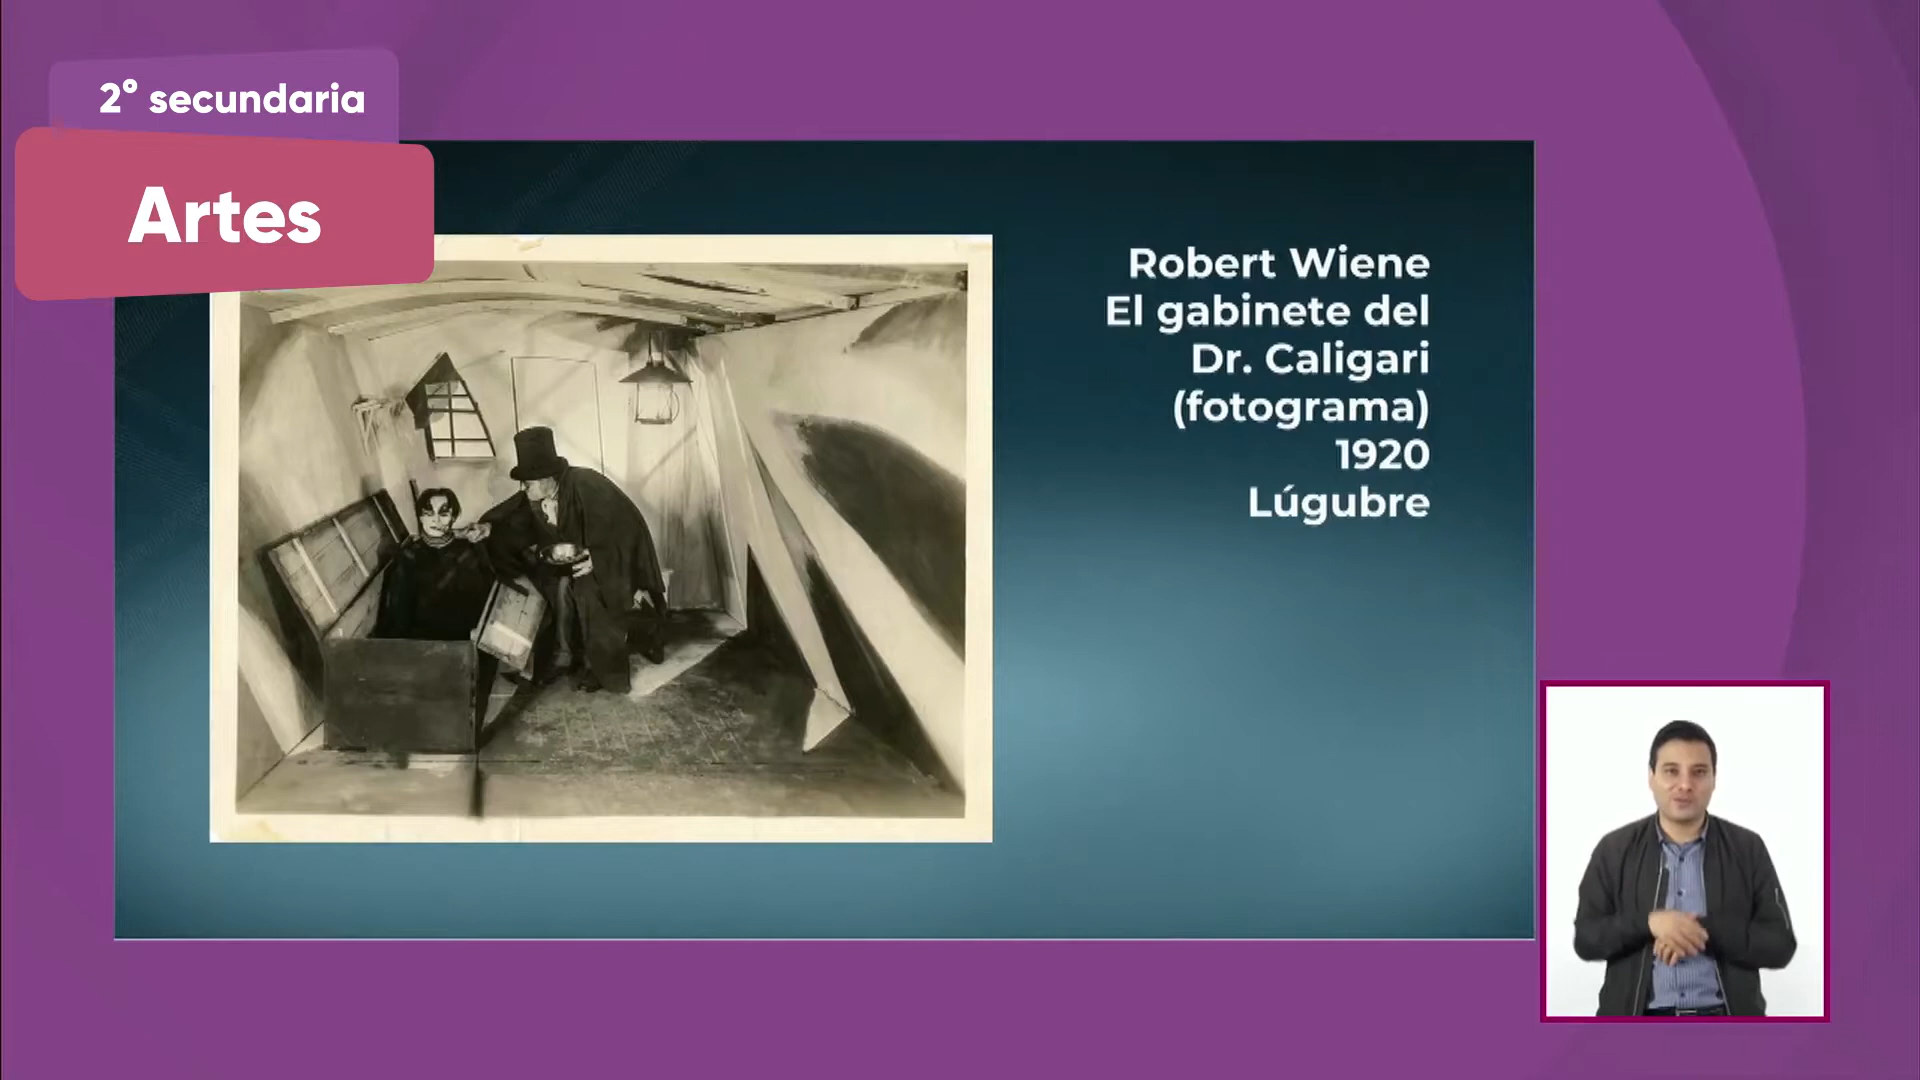 2° secundaria
Artes
Robert Wiene
El gabinete del
Dr. Caligari
(fotograma)
1920
Lúgubre